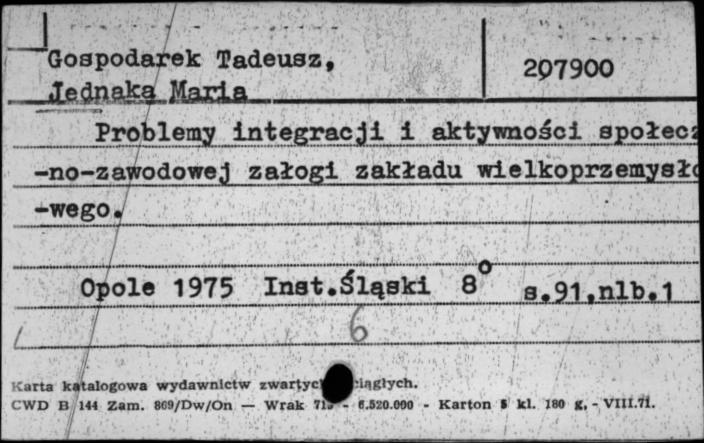 Gospodarek Tadeusz,
207900
Jednaka Maria
Problemy integracji i aktywności społecz
-no-zawodowej załogi zakładu wielkoprzemysło
-wego.
Opole 1975 Inst.Śląski 8° s.91,nlb.1
6
Karta katalogowa wydawnictw zwartych ciągłych.
CWD B 144 Zam. 869/Dw/On — Wrak - 6.520.000 - Karton kl. 180 g. - VIII.71.